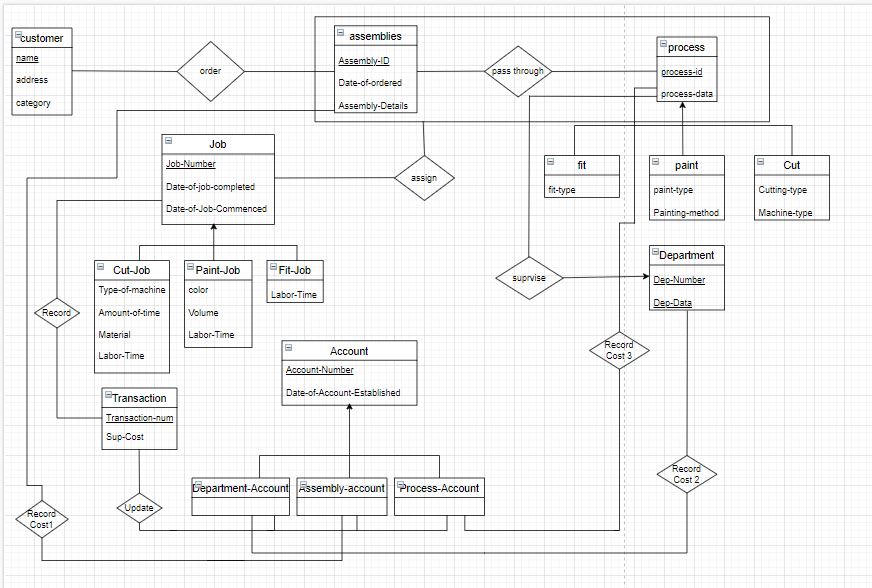 customer
name
address
category
order
assemblies
Assembly-ID
Date-of-ordered
Assembly-Details
pass through
process
process-id
process-data
Job
Job-Number
Date-of-job-completed
Date-of-Job-Commenced
assign
fit
fit-type
paint
paint-type
Painting-method
Cut
Cutting-type
Machine-type
Cut-Job
Type-of-machine
Amount-of-time
Material
Labor-Time
Paint-Job
color
Volume
Labor-Time
Fit-Job
Labor-Time
suprvise
Department
Dep-Number
Dep-Data
Record
Record
Cost 3
Account
Account-Number
Date-of-Account-Established
Transaction
Transaction-num
Sup-Cost
Department-Account
Assembly-account
Process-Account
Record
Cost 2
Update
Record
Cost1